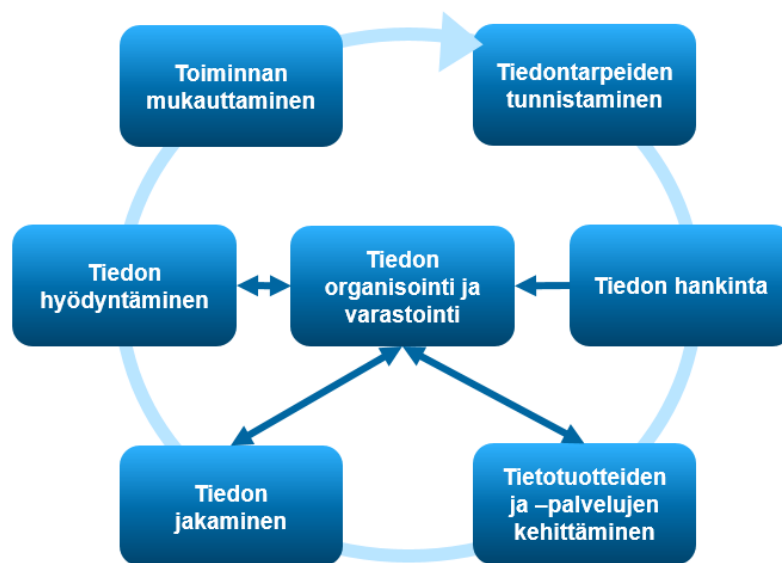 Toiminnan
mukauttaminen
Tiedontarpeiden
tunnistaminen
Tiedon
hyödyntäminen
Tiedon
organisointi ja
varastointi
Tiedon hankinta
Tiedon
jakaminen
Tietotuotteiden
ja –palvelujen
kehittäminen